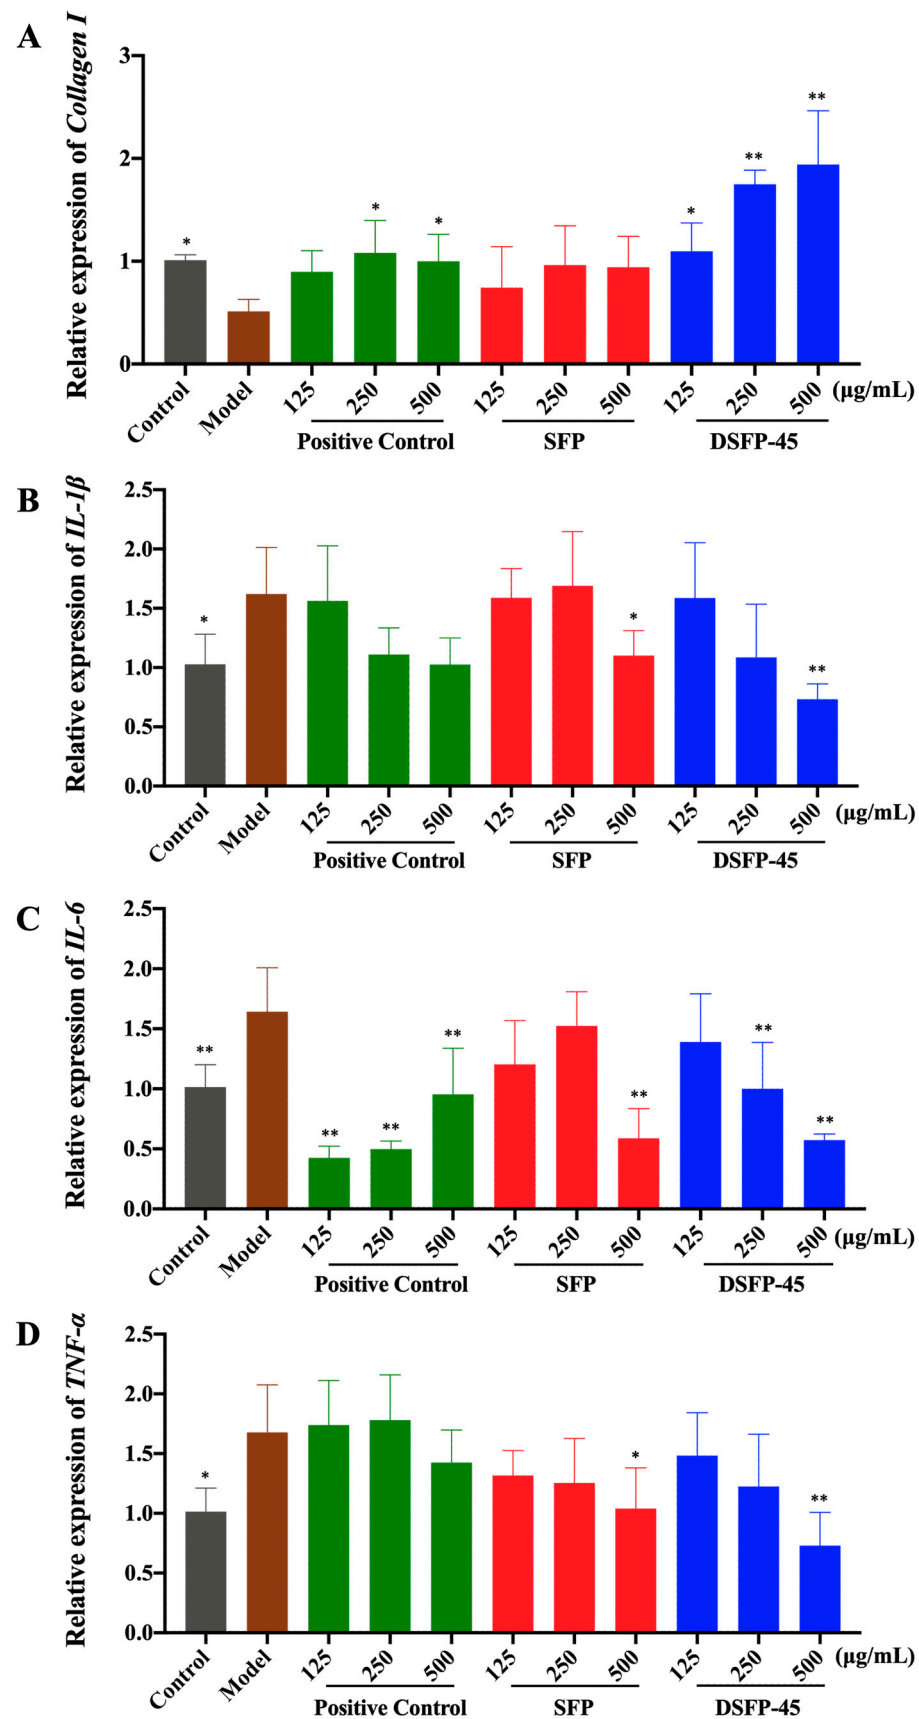 A
Relative expression of Collagen I
3
2
1
0
*
*
*
*
**
**
Control
Model
125
250
500
125
250
500
125
250
500
(μg/mL)
Positive Control
SFP
DSFP-45
B
Relative expression of IL-1β
2.5
2.0
1.5
1.0
0.5
0.0
*
*
**
Control
Model
125
250
500
125
250
500
125
250
500
(μg/mL)
Positive Control
SFP
DSFP-45
C
Relative expression of IL-6
2.5
2.0
1.5
1.0
0.5
0.0
**
**
**
**
**
**
**
Control
Model
125
250
500
125
250
500
125
250
500
(μg/mL)
Positive Control
SFP
DSFP-45
D
Relative expression of TNF-α
2.5
2.0
1.5
1.0
0.5
0.0
*
*
**
Control
Model
125
250
500
125
250
500
125
250
500
(μg/mL)
Positive Control
SFP
DSFP-45